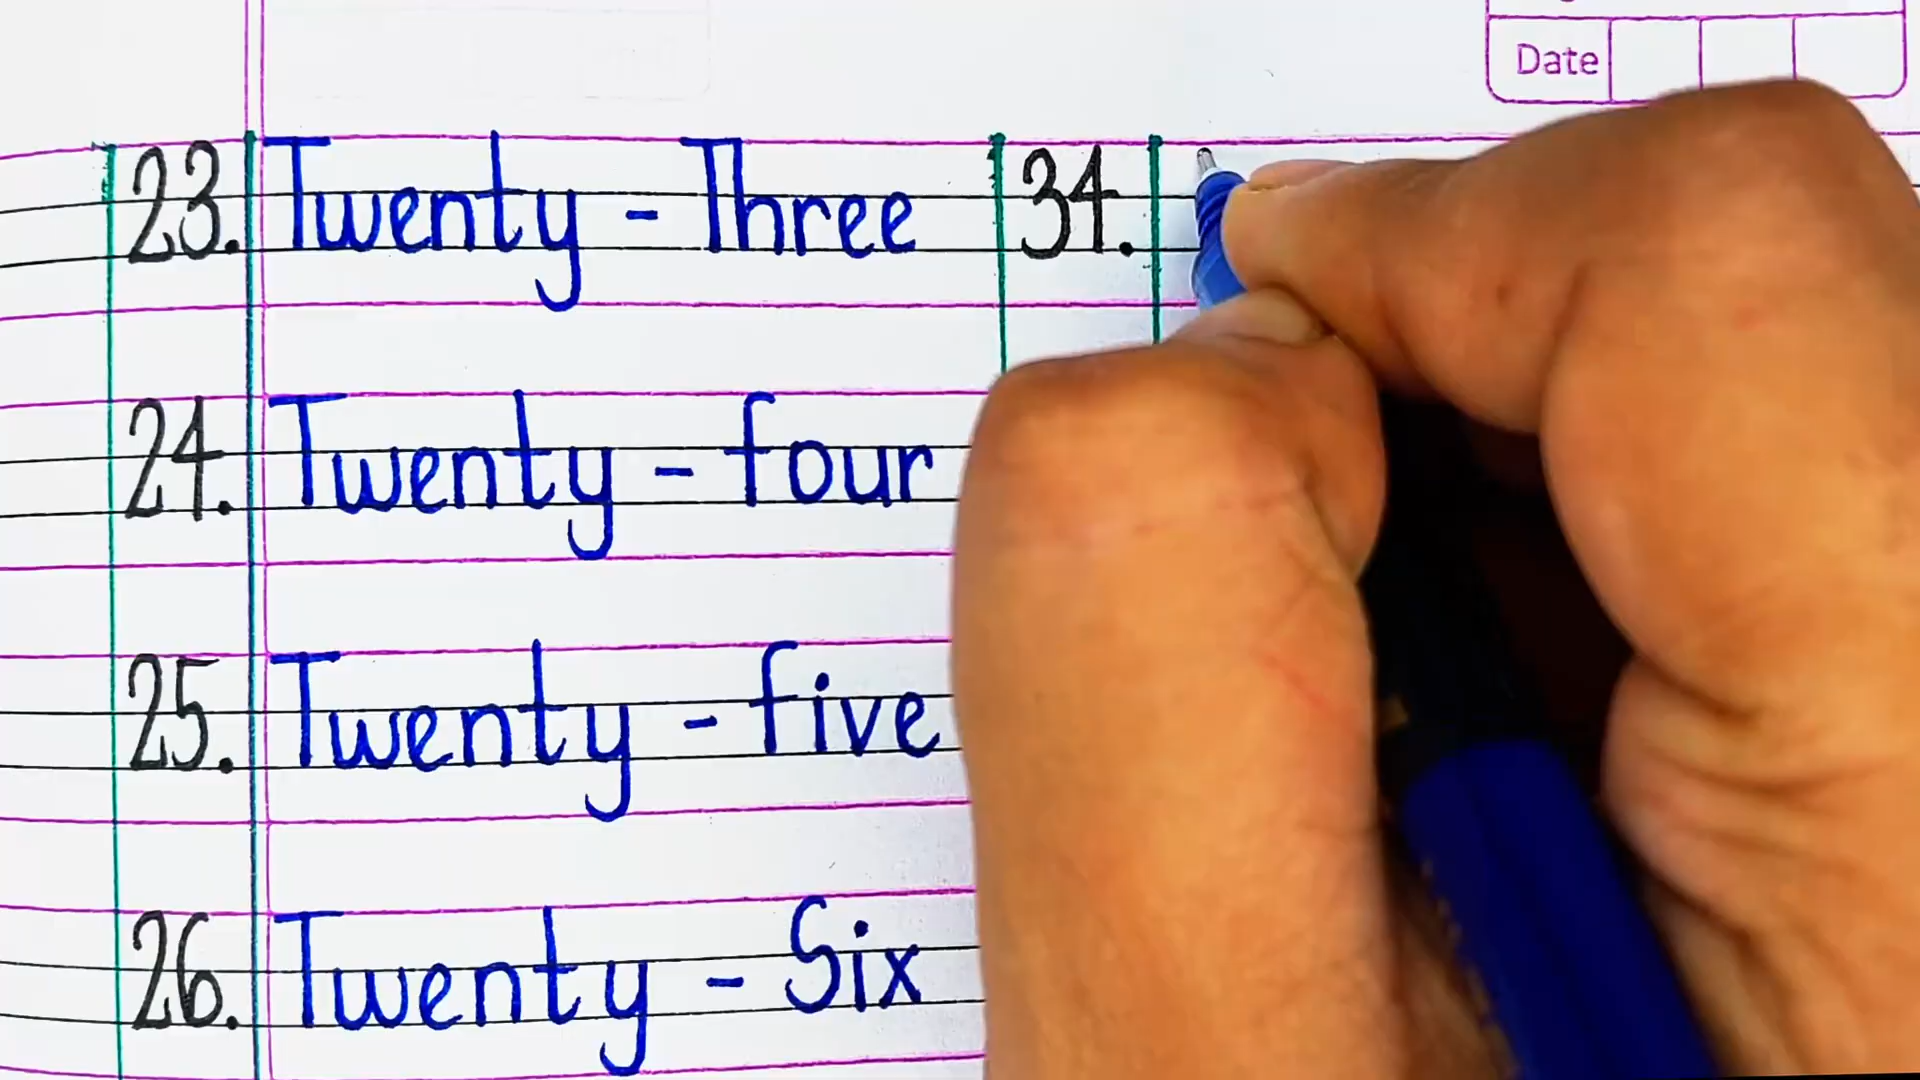 Date
23. Twenty - Three 34.
24. Twenty - four
25. Twenty - five
26. Twenty - Six